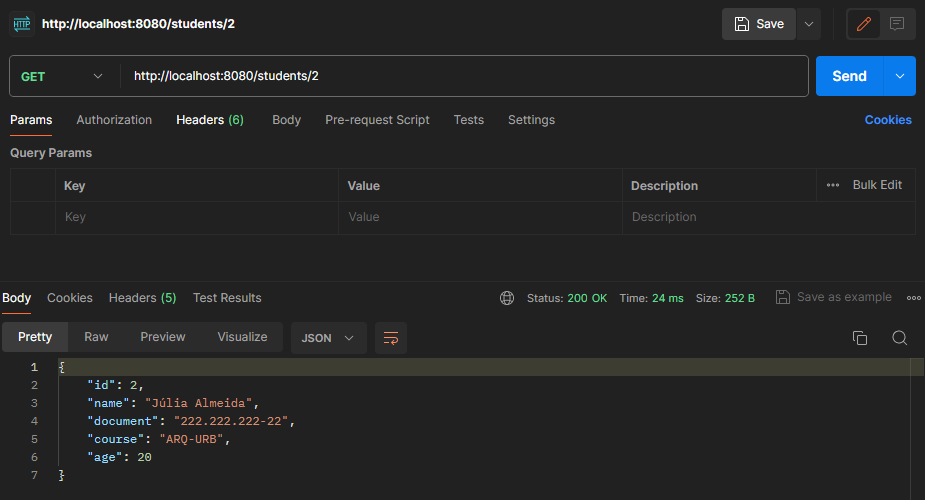 HTTP http://localhost:8080/students/2 Save
GET http://localhost:8080/students/2 Send
Params Authorization Headers (6) Body Pre-request Script Tests Settings Cookies
Query Params
Key Value Description ••• Bulk Edit
Key Value Description
Body Cookies Headers (5) Test Results Status: 200 OK Time: 24 ms Size: 252 B Save as example
Pretty Raw Preview Visualize JSON
1 {
2 "id": 2,
3 "name": "Júlia Almeida",
4 "document": "222.222.222-22",
5 "course": "ARQ-URB",
6 "age": 20
7 }